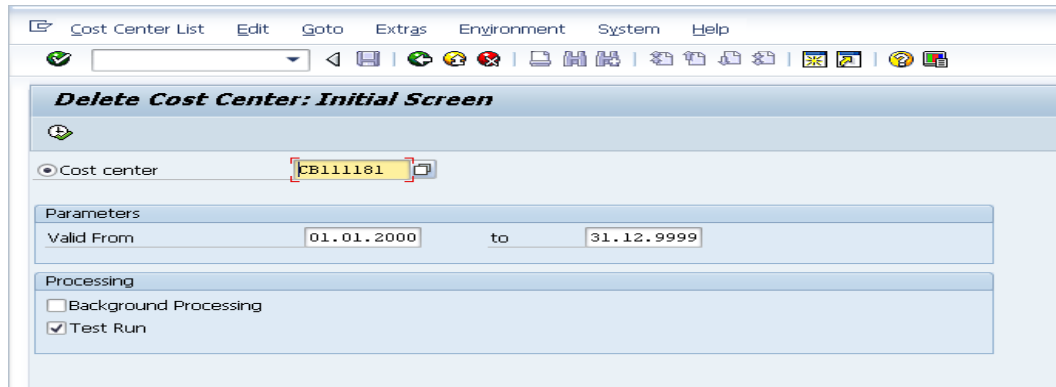 Cost Center List Edit Goto Extras Environment System Help
Delete Cost Center: Initial Screen
Cost center CB111181
Parameters
Valid From 01.01.2000 to 31.12.9999
Processing
Background Processing
Test Run